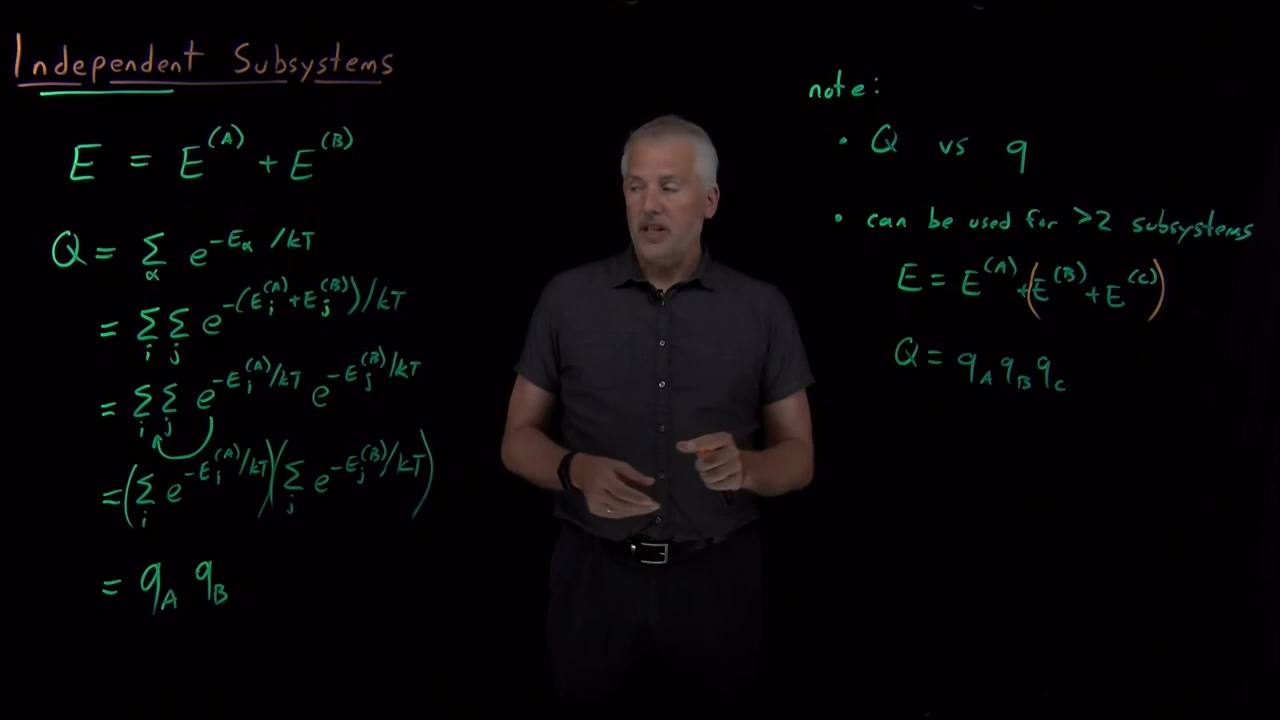 Independent Subsystems
E = E^(A) + E^(B)
Q = Σ_α e^(-E_α/kT)
= Σ_i Σ_j e^(-(E_i^(A)+E_j^(B))/kT)
= Σ_i Σ_j e^(-E_i^(A)/kT) e^(-E_j^(B)/kT)
= (Σ_i e^(-E_i^(A)/kT))(Σ_j e^(-E_j^(B)/kT))
= q_A q_B
note:
• Q vs q
• can be used for >2 subsystems
E = E^(A) + (E^(B) + E^(C))
Q = q_A q_B q_C